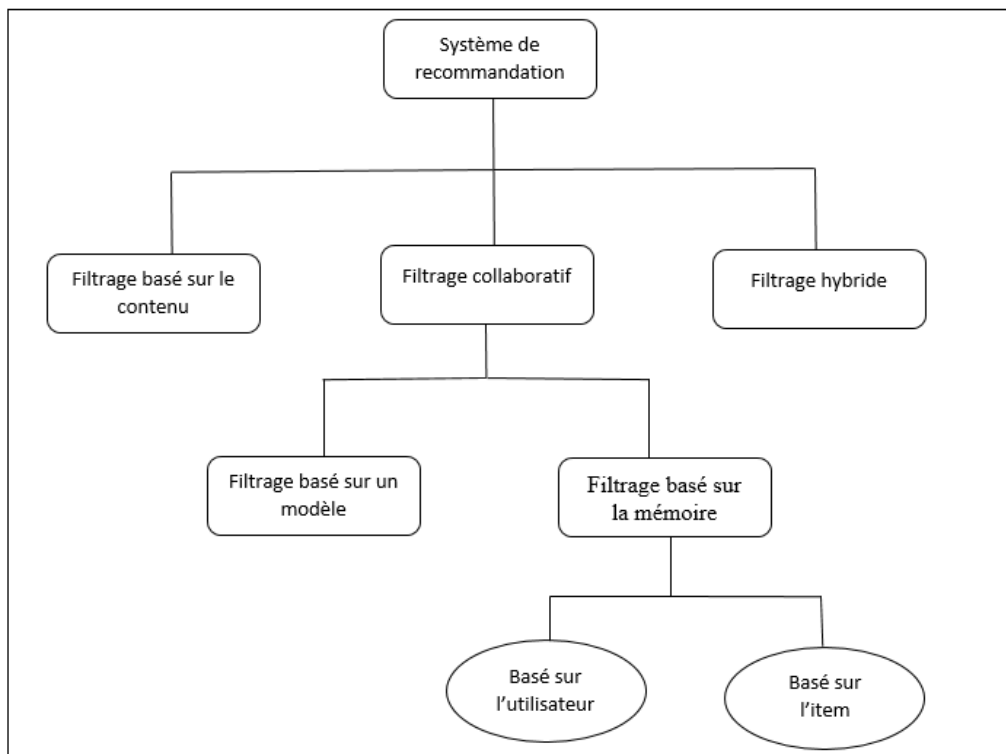 Système de
recommandation
Filtrage basé sur le
contenu
Filtrage collaboratif
Filtrage hybride
Filtrage basé sur un
modèle
Filtrage basé sur
la mémoire
Basé sur
l'utilisateur
Basé sur
l'item